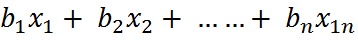 b₁x₁ + b₂x₂ + … … + bₙx₁ₙ